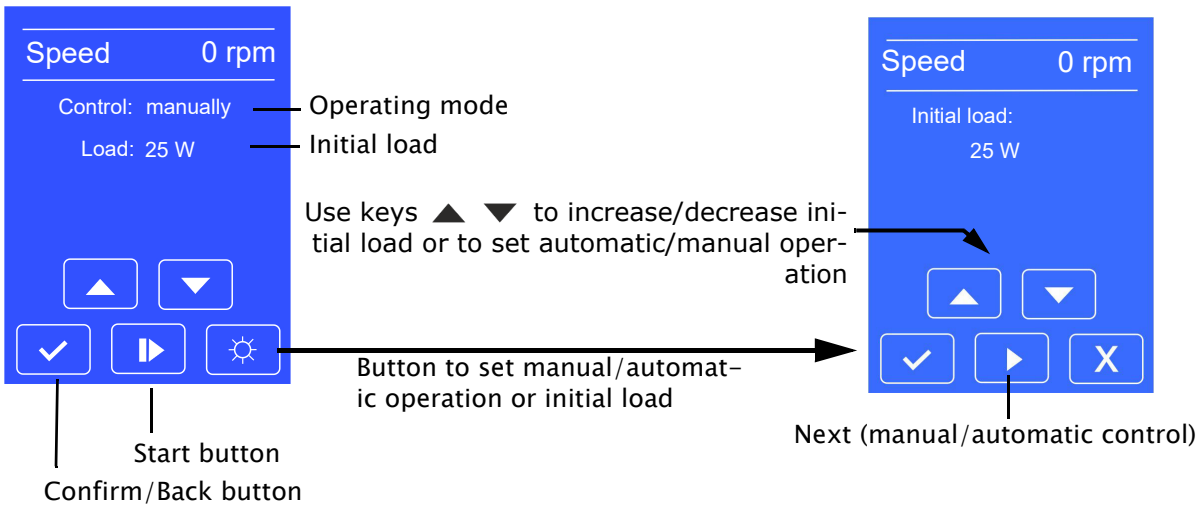 Speed 0 rpm
Control: manually
Load: 25 W
Operating mode
Initial load
Speed 0 rpm
Initial load:
25 W
Use keys ▲ ▼ to increase/decrease ini-
tial load or to set automatic/manual oper-
ation
Button to set manual/automat-
ic operation or initial load
X
Start button
Confirm/Back button
Next (manual/automatic control)